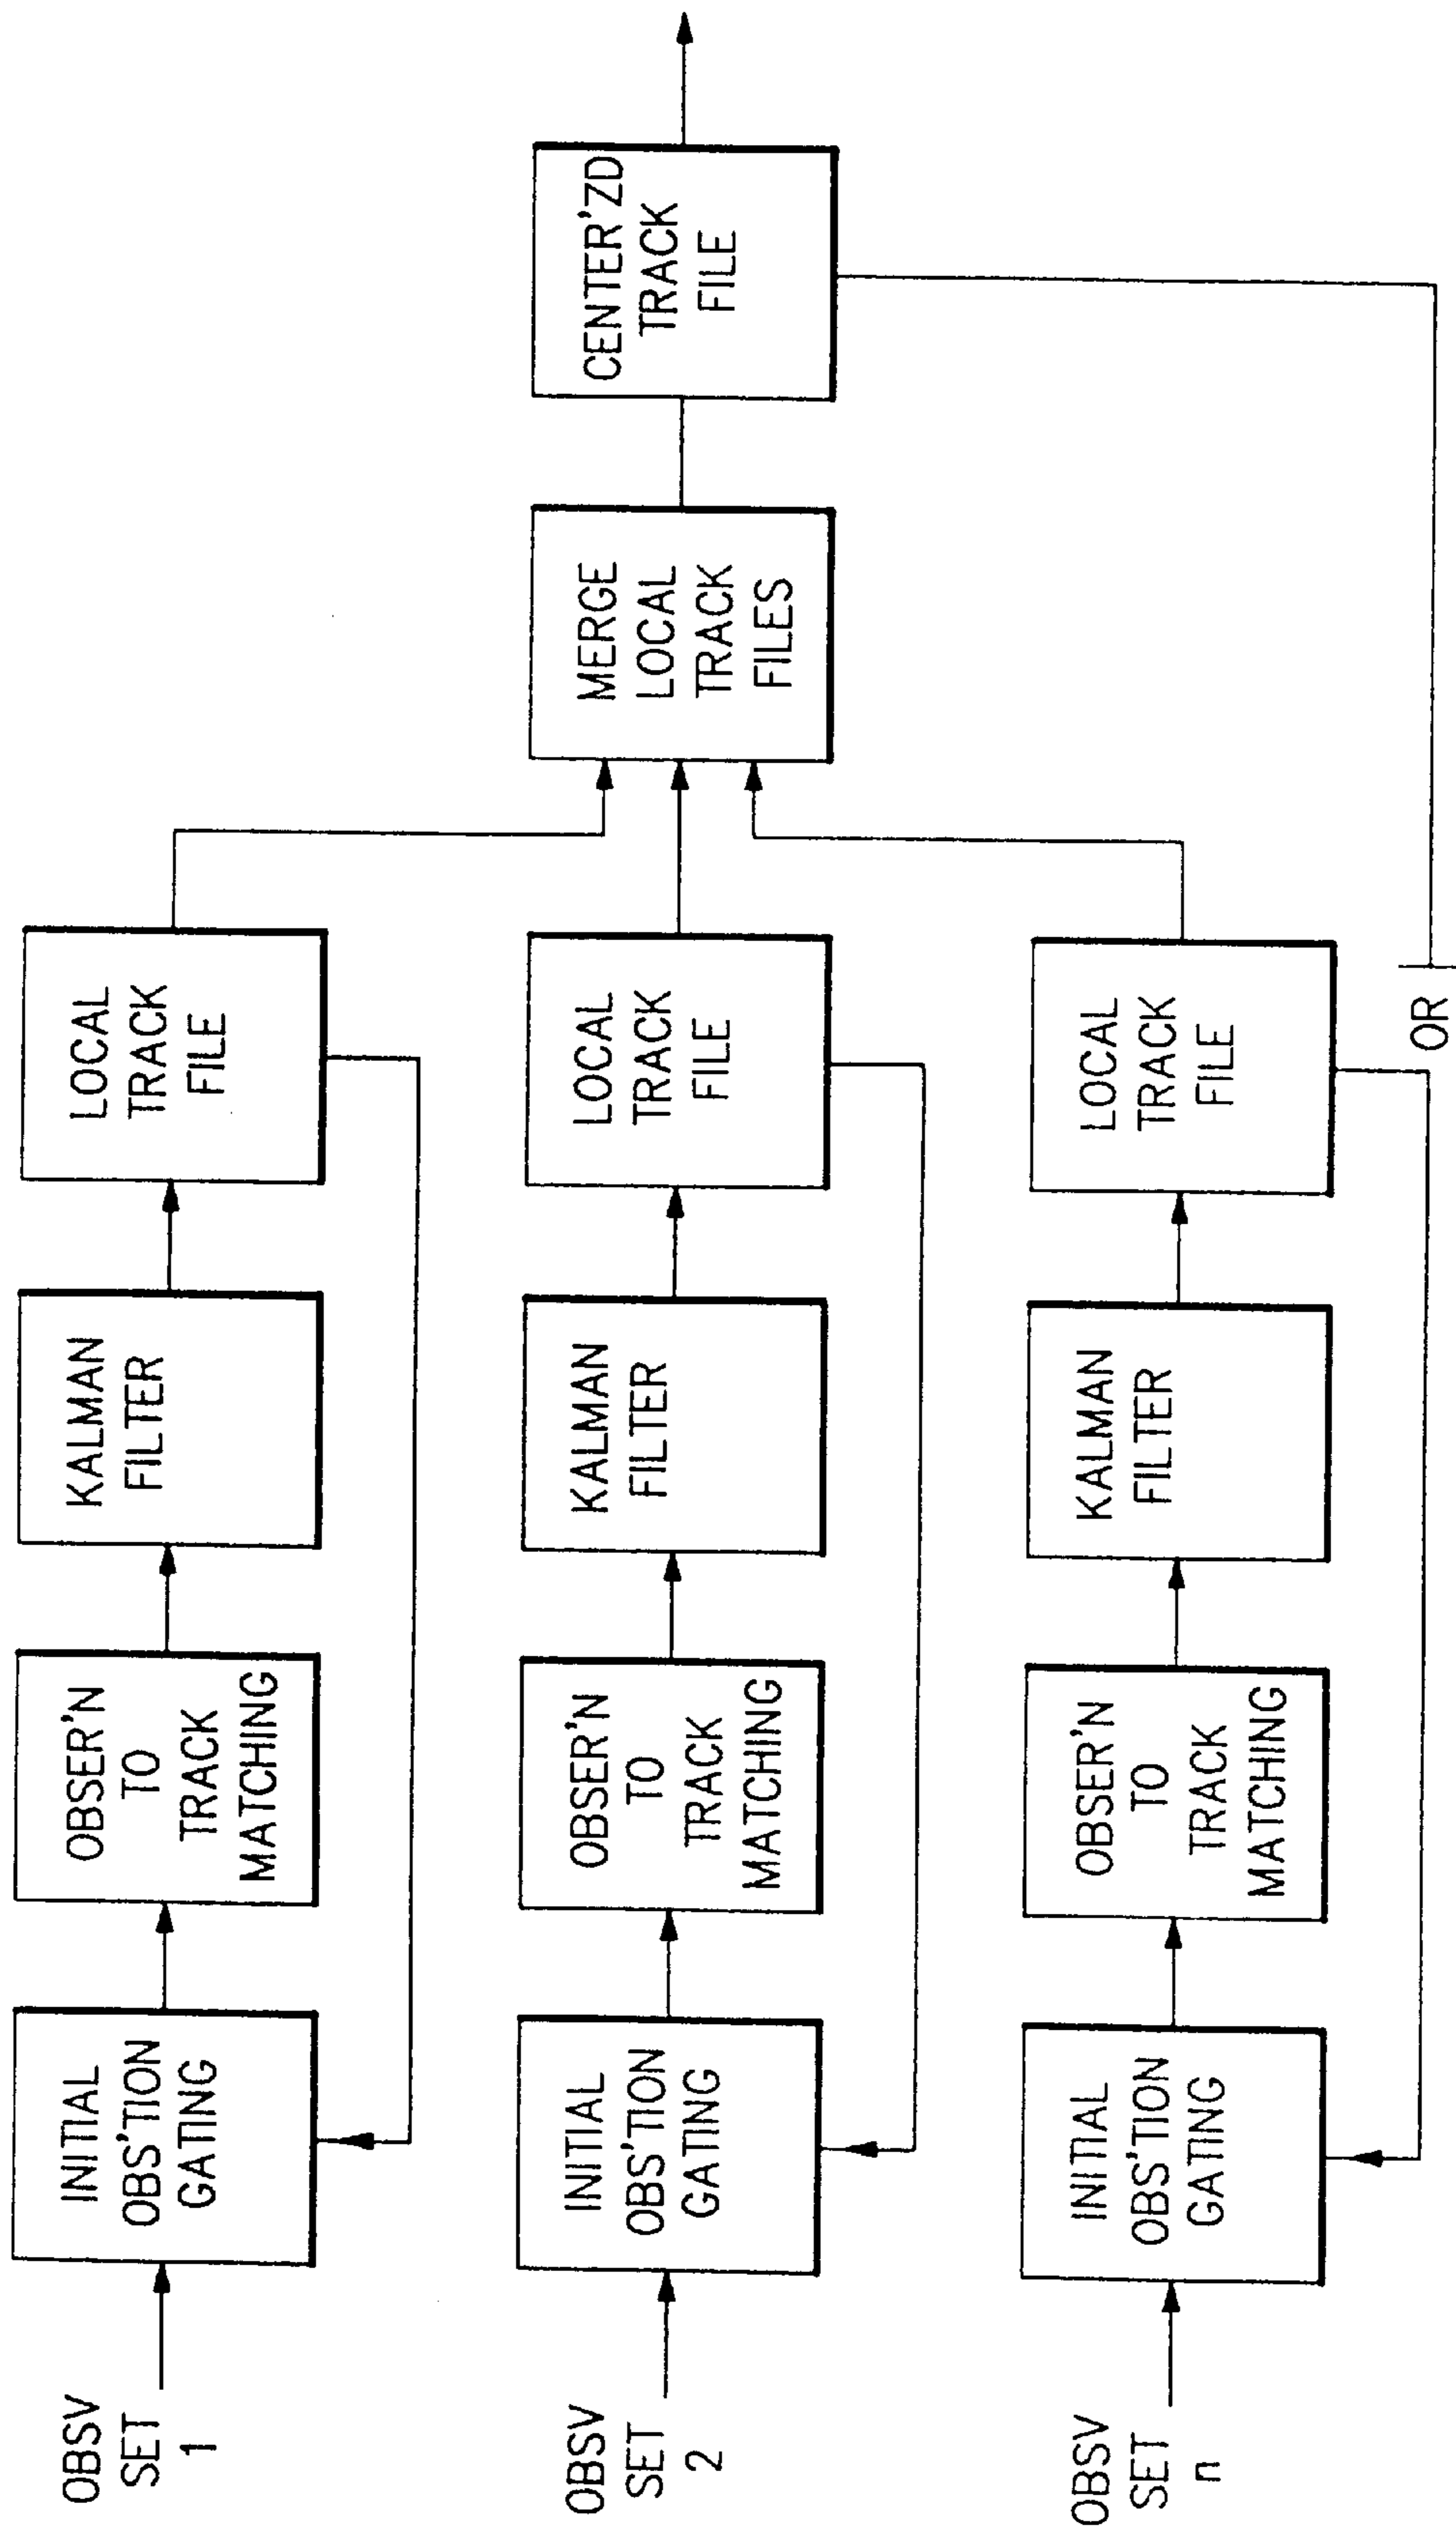 OBSV
SET
1
INITIAL
OBS'TION
GATING
OBSER'N
TO
TRACK
MATCHING
KALMAN
FILTER
LOCAL
TRACK
FILE
OBSV
SET
2
INITIAL
OBS'TION
GATING
OBSER'N
TO
TRACK
MATCHING
KALMAN
FILTER
LOCAL
TRACK
FILE
MERGE
LOCAL
TRACK
FILES
CENTER'ZD
TRACK
FILE
OBSV
SET
n
INITIAL
OBS'TION
GATING
OBSER'N
TO
TRACK
MATCHING
KALMAN
FILTER
LOCAL
TRACK
FILE
OR